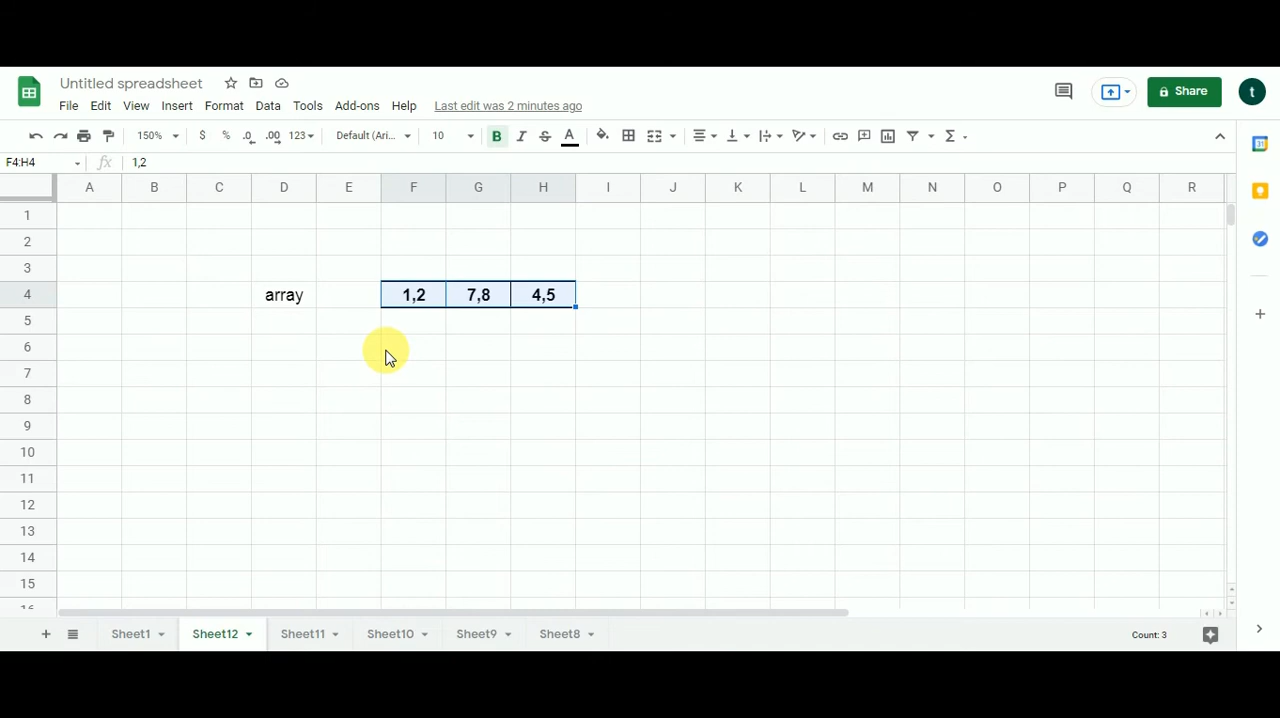 Untitled spreadsheet
File Edit View Insert Format Data Tools Add-ons Help Last edit was 2 minutes ago
Share
t
150% $ % .0 .00 123 Default (Ari... 10 B I S A Σ
31
F4:H4 fx 1,2
A B C D E F G H I J K L M N O P Q R
1
2
3
4 array 1,2 7,8 4,5
5
6
7
8
9
10
11
12
13
14
15
16
+ Sheet1 Sheet12 Sheet11 Sheet10 Sheet9 Sheet8 Count: 3